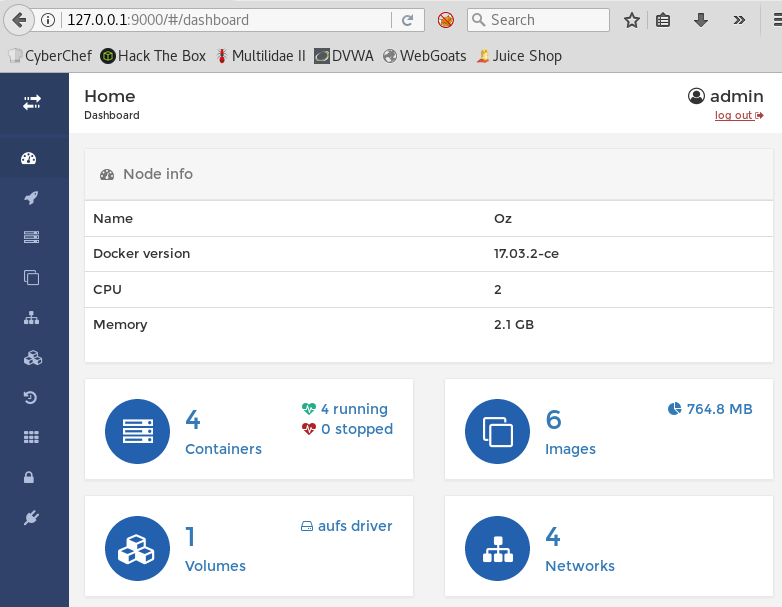 127.0.0.1:9000/#/dashboard
Search
CyberChef Hack The Box Multilidae II DVWA WebGoats Juice Shop
Home
Dashboard
admin
log out
Node info
Name Oz
Docker version 17.03.2-ce
CPU 2
Memory 2.1 GB
4
Containers
4 running
0 stopped
6
Images
764.8 MB
1
Volumes
aufs driver
4
Networks